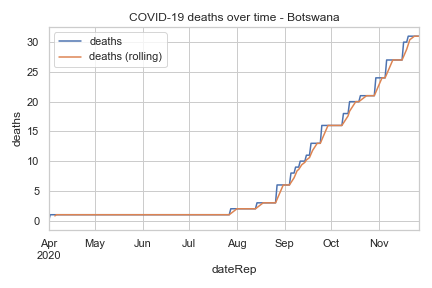 COVID-19 deaths over time - Botswana
deaths
deaths (rolling)
30
25
20
15
10
5
0
deaths
Apr May Jun Jul Aug Sep Oct Nov
2020
dateRep